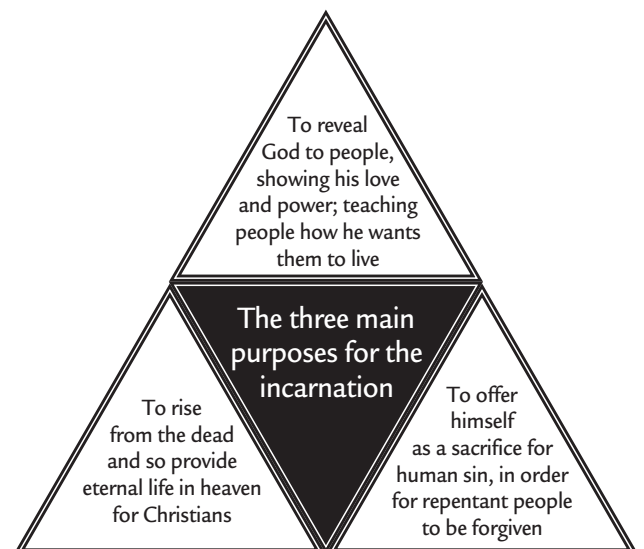 To reveal
God to people,
showing his love
and power; teaching
people how he wants
them to live
The three main
purposes for the
incarnation
To rise
from the dead
and so provide
eternal life in heaven
for Christians
To offer
himself
as a sacrifice for
human sin, in order
for repentant people
to be forgiven